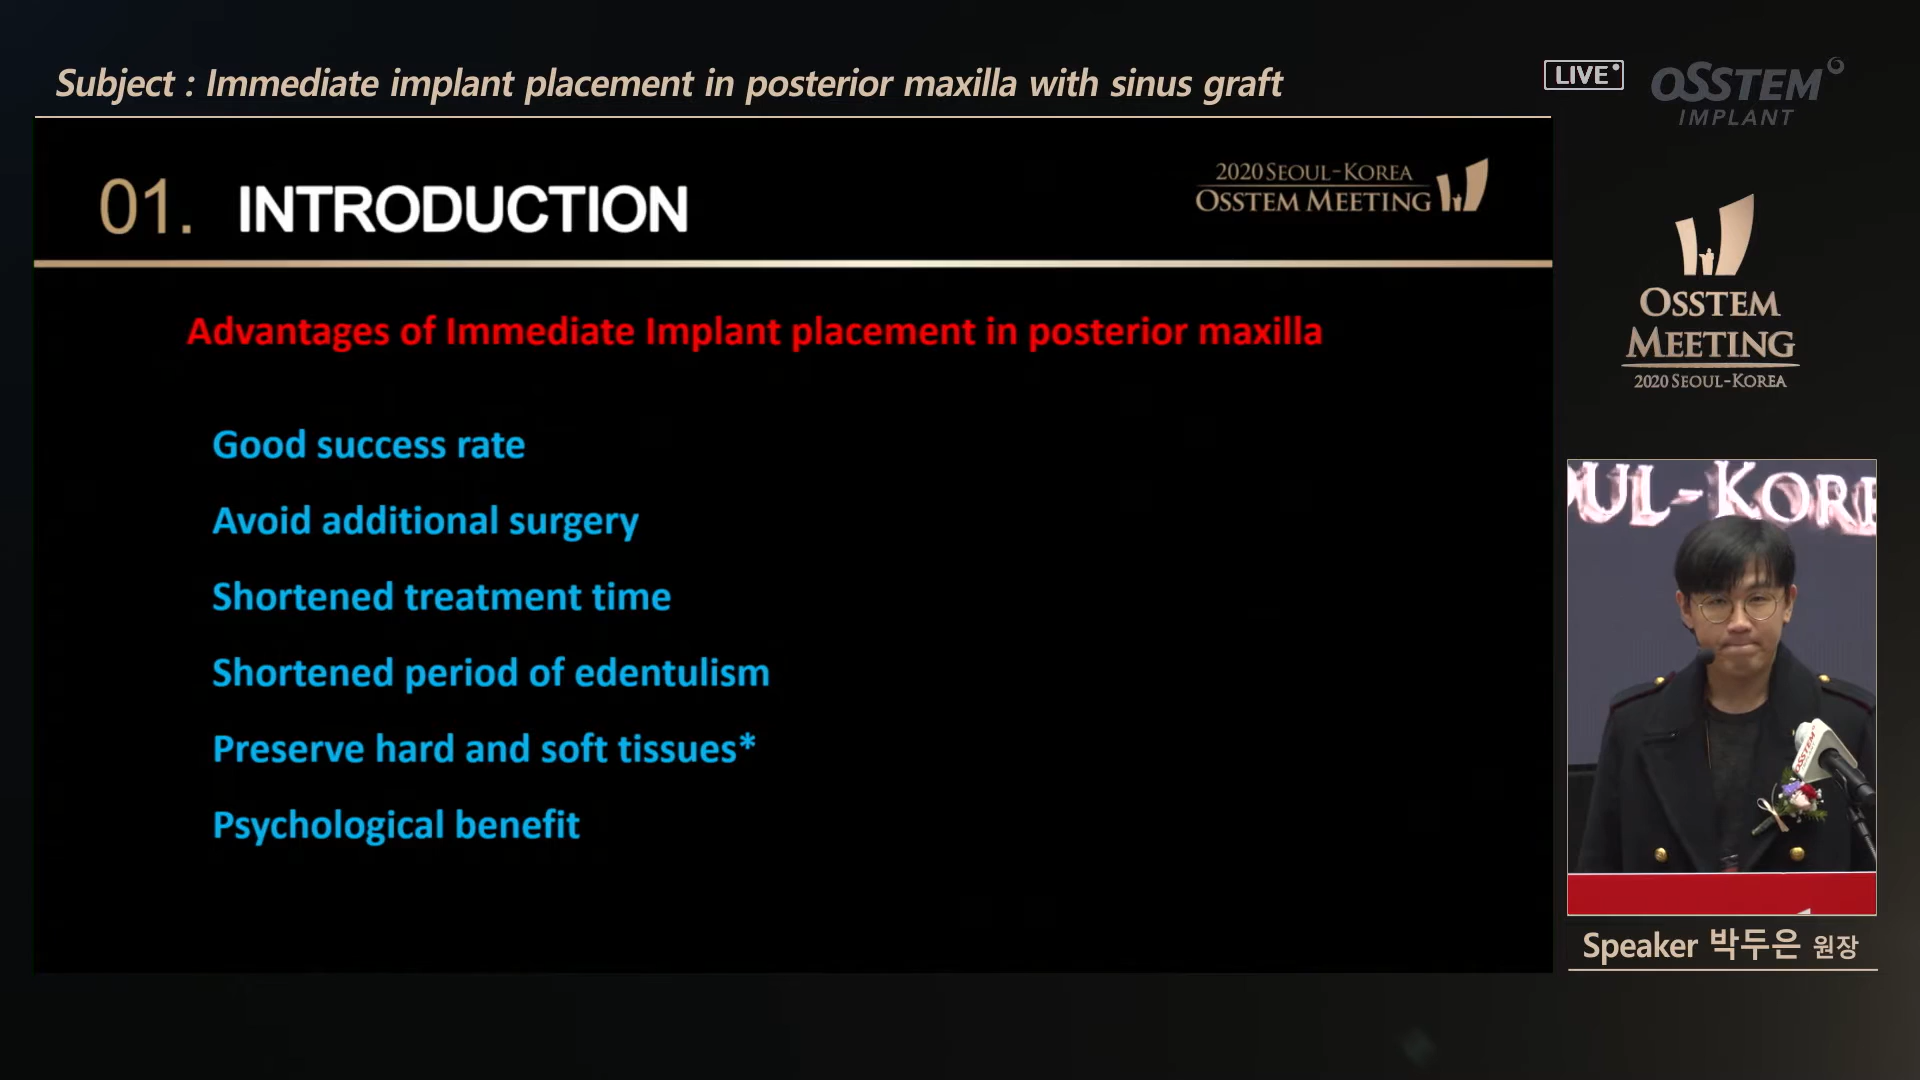 Subject : Immediate implant placement in posterior maxilla with sinus graft
LIVE
OSSTEM
IMPLANT
01. INTRODUCTION
2020 SEOUL-KOREA
OSSTEM MEETING
Advantages of Immediate Implant placement in posterior maxilla
Good success rate
Avoid additional surgery
Shortened treatment time
Shortened period of edentulism
Preserve hard and soft tissues*
Psychological benefit
OSSTEM
MEETING
2020 SEOUL-KOREA
OUL-KORE
OSSTEM
Speaker 박두은 원장